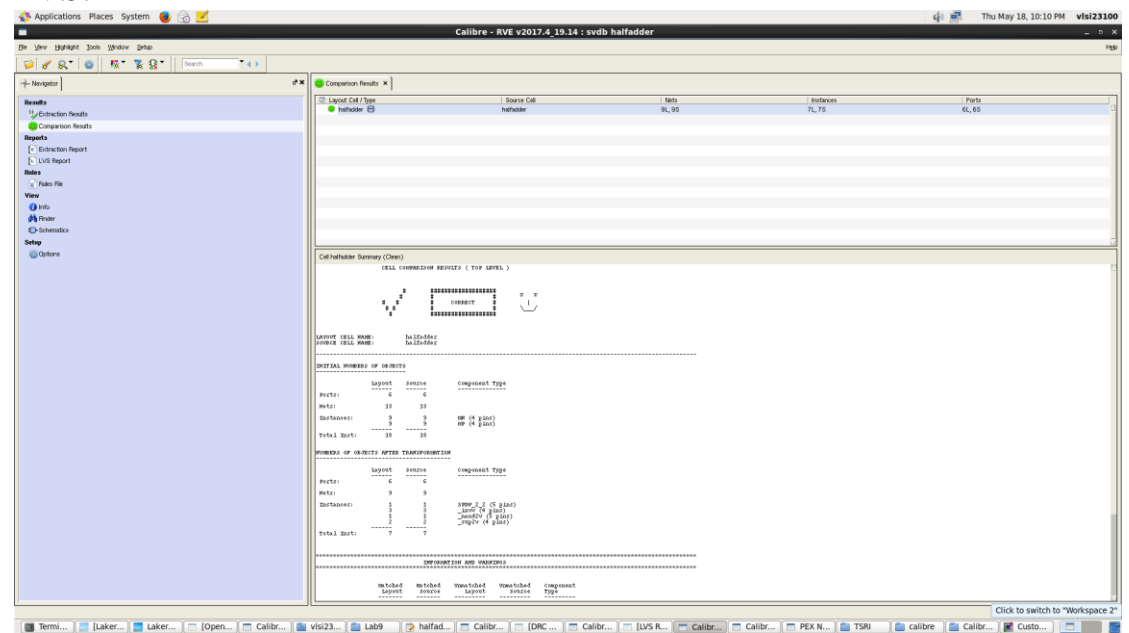 Applications Places System Thu May 18, 10:10 PM vlsi23100
Calibre - RVE v2017.4_19.14 : svdb halfadder
File View Highlight Tools Window Setup Help
Search
Navigator
Results
Extraction Results
Comparison Results
Reports
Extraction Report
LVS Report
Rules
Rules File
View
Info
Finder
Schematics
Setup
Options
Comparison Results
Layout Cell / Type Source Cell Nets Instances Ports
halfadder halfadder 9L, 9S 7L, 7S 6L, 6S
Cell halfadder Summary (Clean)
CELL COMPARISON RESULTS ( TOP LEVEL )
CORRECT
LAYOUT CELL NAME: halfadder
SOURCE CELL NAME: halfadder
INITIAL NUMBERS OF OBJECTS
Layout Source Component Type
Ports: 6 6
Nets: 13 13
Instances: 9 9 MN (4 pins)
9 9 MP (4 pins)
Total Inst: 18 18
NUMBERS OF OBJECTS AFTER TRANSFORMATION
Layout Source Component Type
Ports: 6 6
Nets: 9 9
Instances: 1 1 SPMN_2_2 (5 pins)
3 3 _invv (4 pins)
1 1 _nand2v (5 pins)
2 2 _smp2v (4 pins)
Total Inst: 7 7
INFORMATION AND WARNINGS
Matched Matched Unmatched Unmatched Component
Layout Source Layout Source Type
Click to switch to "Workspace 2"
Termi... [Laker... Laker... [Open... Calibr... vlsi23... Lab9 halfad... Calibr... [DRC ... Calibr... [LVS R... Calibr... Calibr... PEX N... TSRI calibre Calibr... Custo...